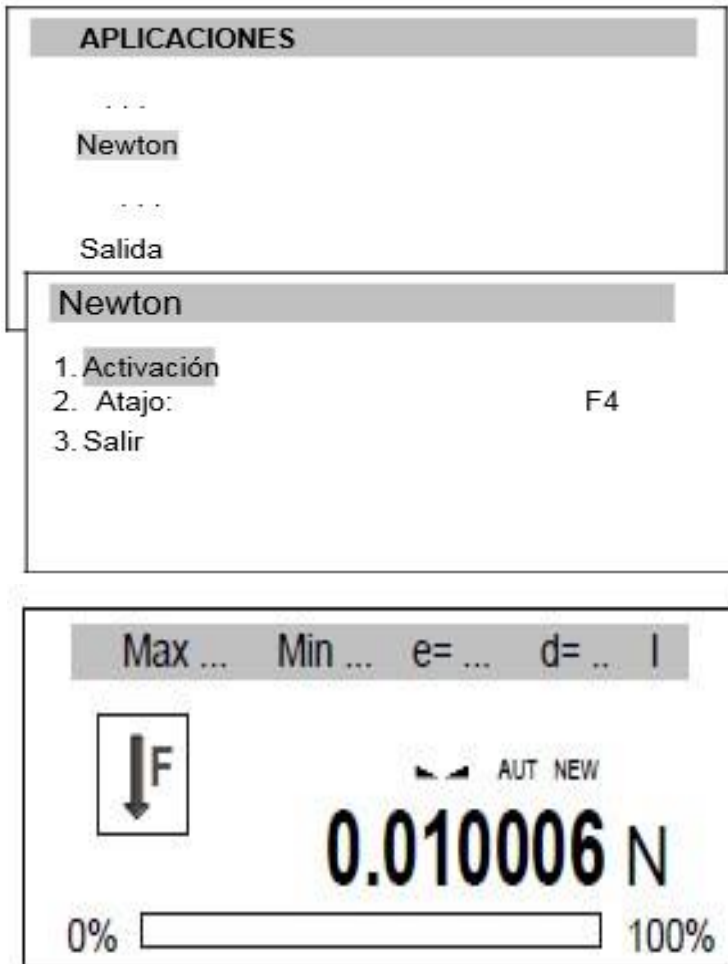 APLICACIONES
. . .
Newton
. . .
Salida
Newton
1. Activación
2. Atajo: F4
3. Salir
Max ... Min ... e= ... d= .. I
F
AUT NEW
0.010006 N
0% 100%